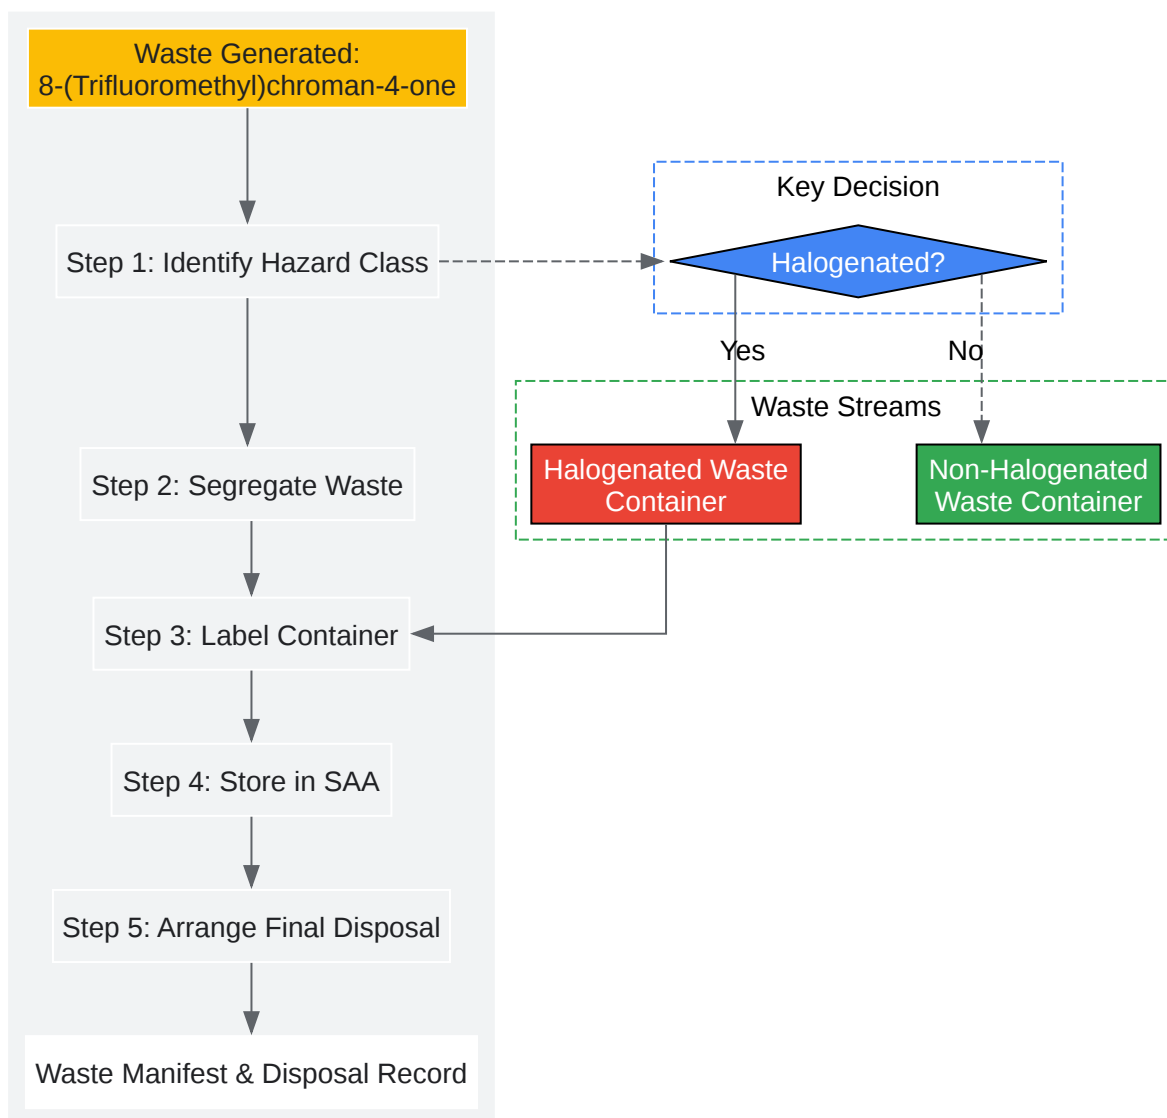 Waste Generated:
8-(Trifluoromethyl)chroman-4-one
Key Decision
Step 1: Identify Hazard Class
Halogenated?
Yes
No
Waste Streams
Halogenated Waste
Container
Non-Halogenated
Waste Container
Step 2: Segregate Waste
Step 3: Label Container
Step 4: Store in SAA
Step 5: Arrange Final Disposal
Waste Manifest & Disposal Record